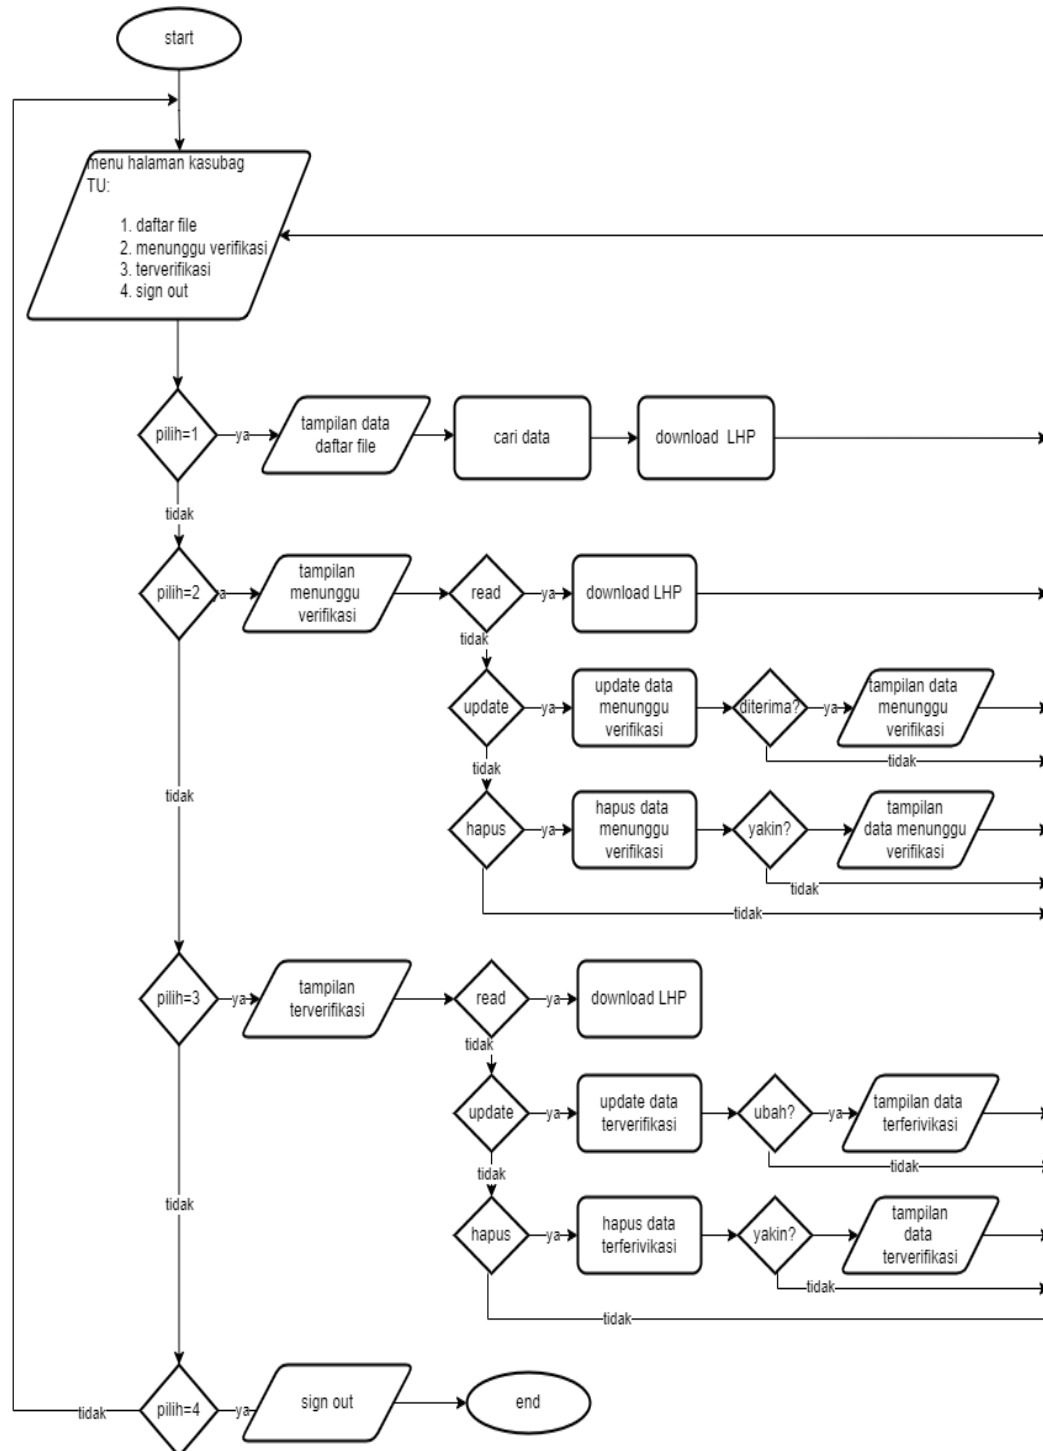 start
menu halaman kasubag
TU:
1. daftar file
2. menunggu verifikasi
3. terverifikasi
4. sign out
pilih=1
ya
tampilan data
daftar file
cari data
download LHP
tidak
pilih=2
ya
tampilan
menunggu
verifikasi
read
ya
download LHP
tidak
update
ya
update data
menunggu
verifikasi
diterima?
ya
tampilan data
menunggu
verifikasi
tidak
tidak
hapus
ya
hapus data
menunggu
verifikasi
yakin?
tampilan
data menunggu
verifikasi
tidak
tidak
tidak
pilih=3
ya
tampilan
terverifikasi
read
ya
download LHP
tidak
update
ya
update data
terverifikasi
ubah?
ya
tampilan data
terferivikasi
tidak
tidak
hapus
ya
hapus data
terferivikasi
yakin?
tampilan
data
terverifikasi
tidak
tidak
tidak
pilih=4
tidak
ya
sign out
end